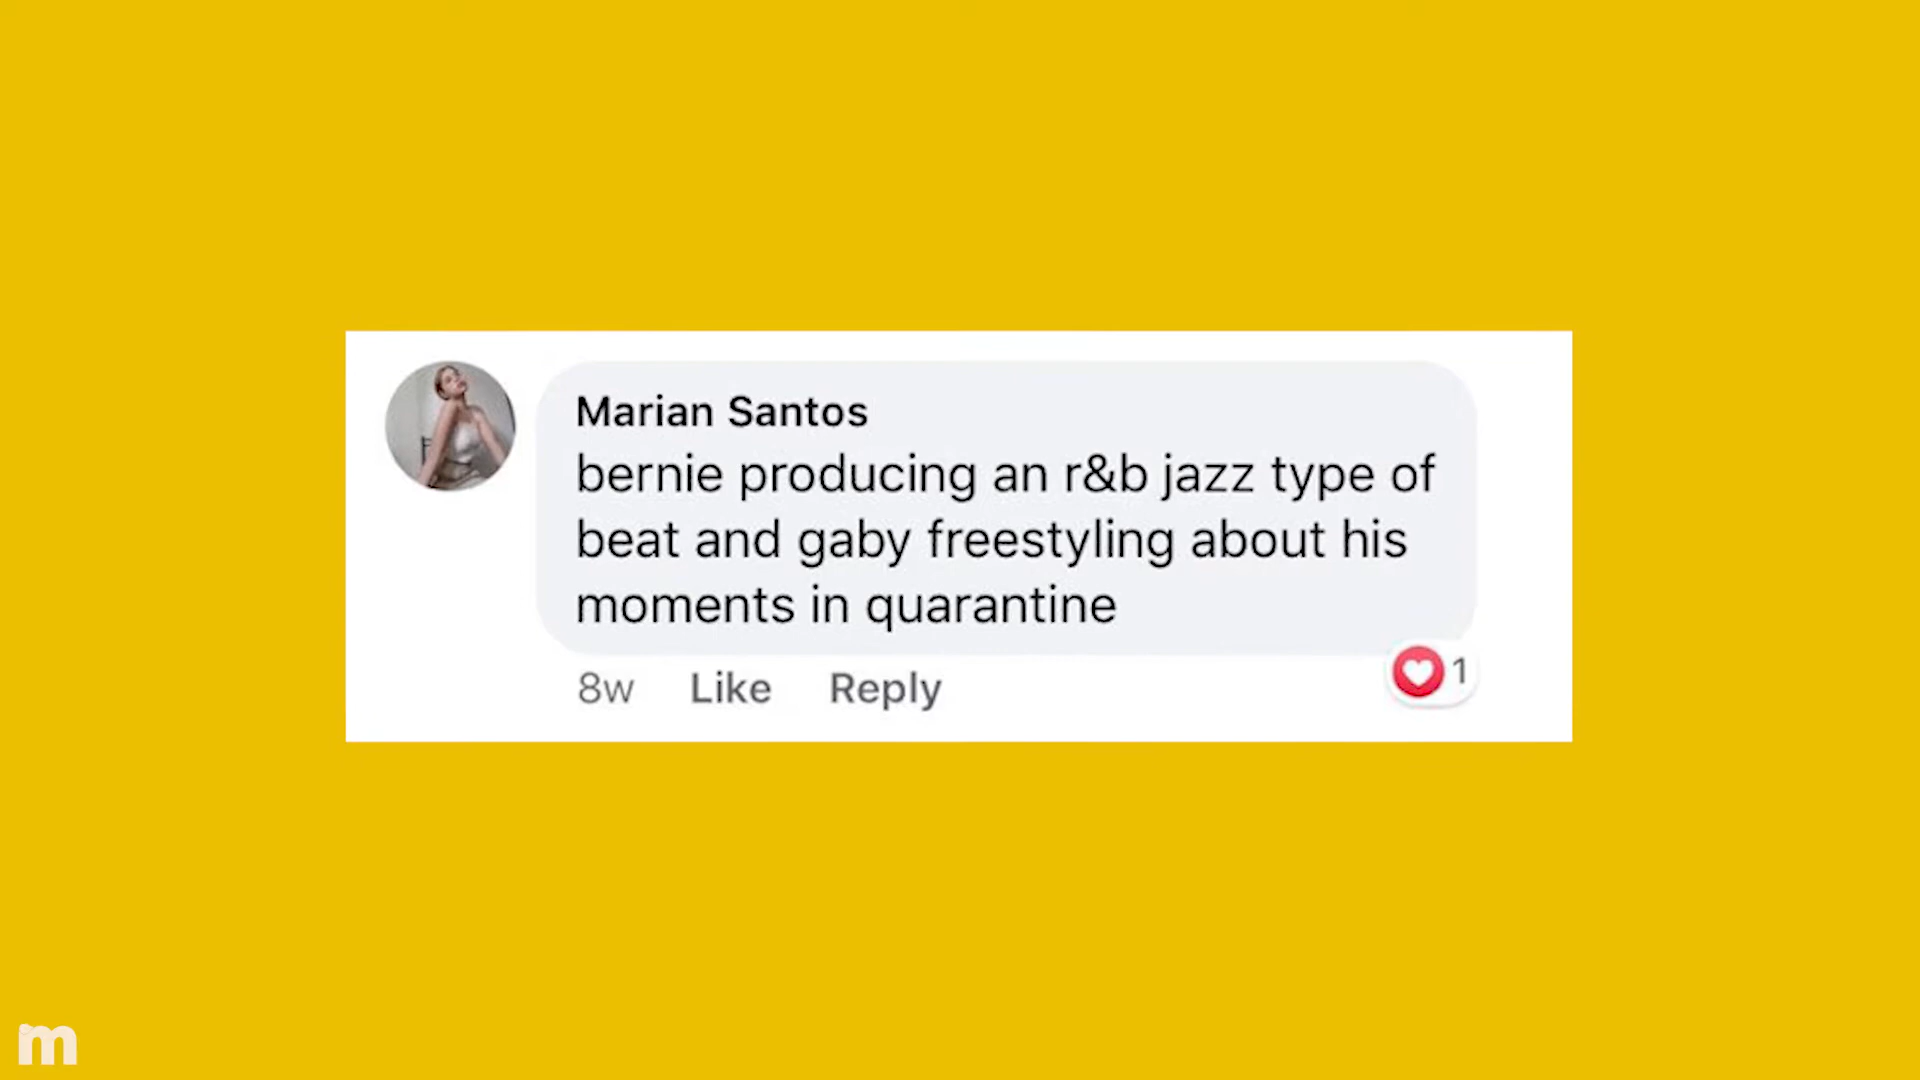 Marian Santos
bernie producing an r&b jazz type of
beat and gaby freestyling about his
moments in quarantine
8w Like Reply
1
m